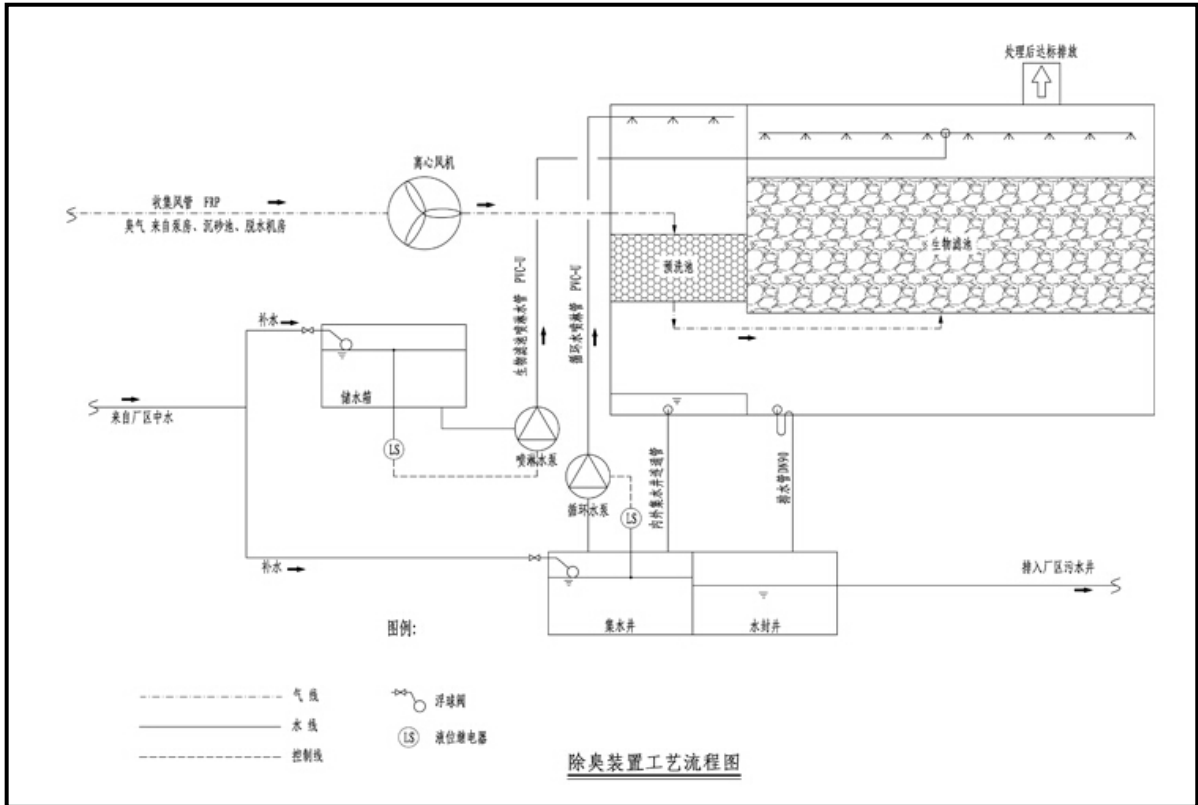 处理后达标排放
离心风机
收集风管 FRP
臭气 来自泵房、沉砂池、脱水机房
生物滤池
预洗池
生物滤池喷淋水管 PVC-U
循环水喷淋管 PVC-U
补水
储水箱
来自厂区中水
LS
喷淋水泵
循环水泵
LS
内外集水井连通管
排水管DN90
补水
排入厂区污水井
集水井
水封井
图例:
气 线
浮球阀
水 线
LS
液位继电器
控制线
除臭装置工艺流程图